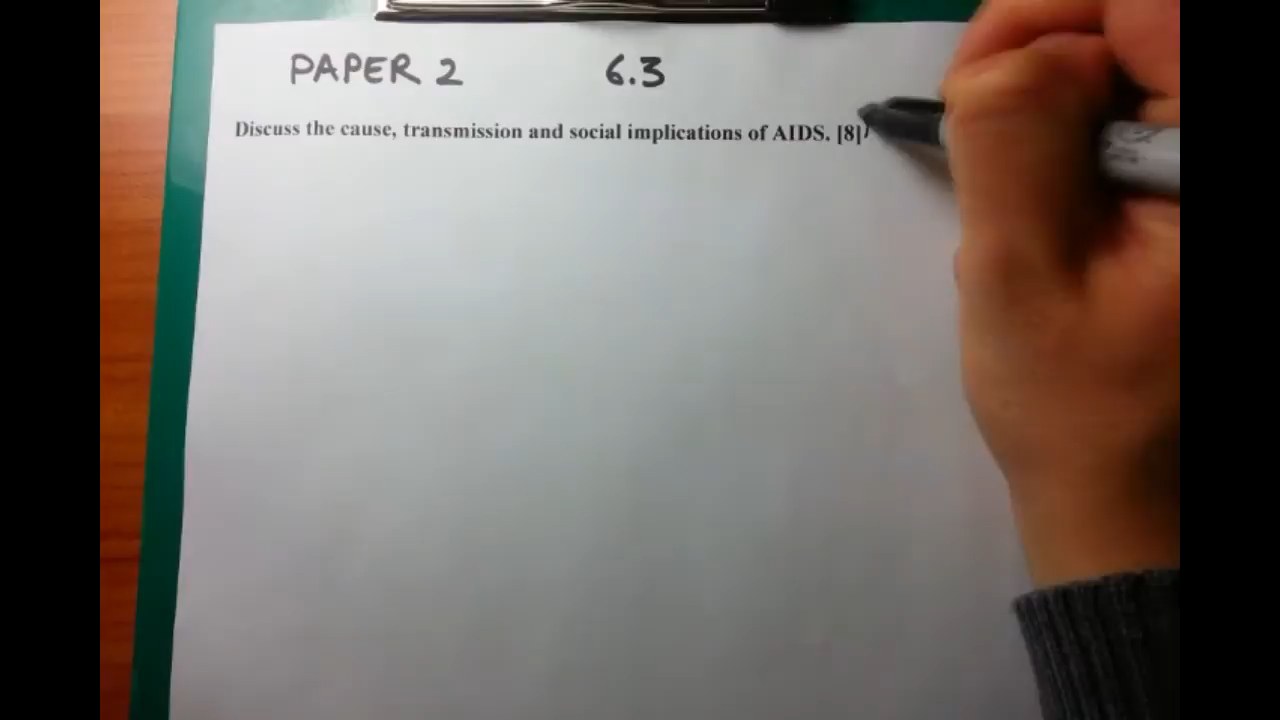 PAPER 2 6.3
Discuss the cause, transmission and social implications of AIDS. [8]